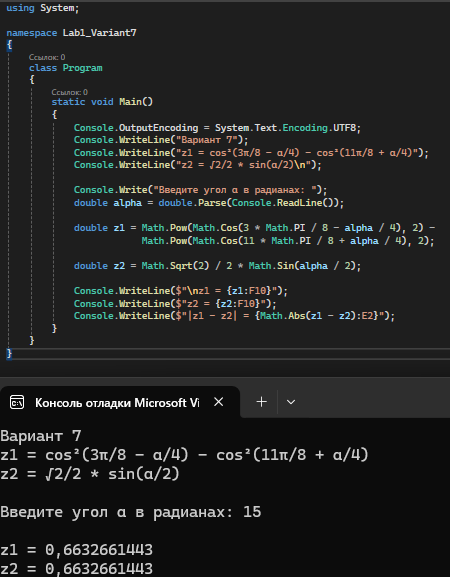 using System;
namespace Lab1_Variant7
{
Ссылок: 0
class Program
{
Ссылок: 0
static void Main()
{
Console.OutputEncoding = System.Text.Encoding.UTF8;
Console.WriteLine("Вариант 7");
Console.WriteLine("z1 = cos²(3π/8 − α/4) − cos²(11π/8 + α/4)");
Console.WriteLine("z2 = √2/2 * sin(α/2)\n");
Console.Write("Введите угол α в радианах: ");
double alpha = double.Parse(Console.ReadLine());
double z1 = Math.Pow(Math.Cos(3 * Math.PI / 8 - alpha / 4), 2) -
Math.Pow(Math.Cos(11 * Math.PI / 8 + alpha / 4), 2);
double z2 = Math.Sqrt(2) / 2 * Math.Sin(alpha / 2);
Console.WriteLine($"\nz1 = {z1:F10}");
Console.WriteLine($"z2 = {z2:F10}");
Console.WriteLine($"|z1 - z2| = {Math.Abs(z1 - z2):E2}");
}
}
}
Консоль отладки Microsoft Vi
Вариант 7
z1 = cos²(3π/8 − α/4) − cos²(11π/8 + α/4)
z2 = √2/2 * sin(α/2)
Введите угол α в радианах: 15
z1 = 0,6632661443
z2 = 0,6632661443